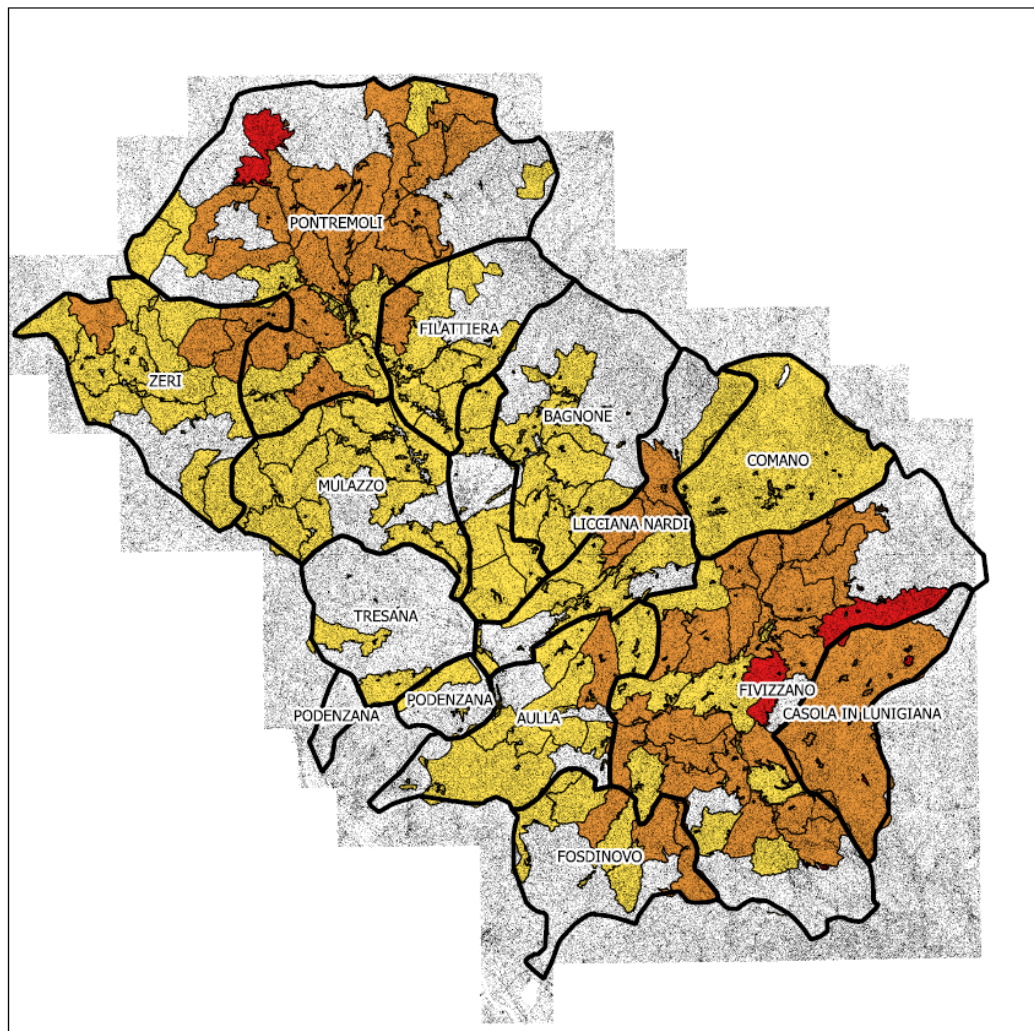 PONTREMOLI
FILATTIERA
ZERI
BAGNONE
COMANO
MULAZZO
LICCIANA NARDI
TRESANA
FIVIZZANO
PODENZANA
PODENZANA
CASOLA IN LUNIGIANA
AULLA
FOSDINOVO